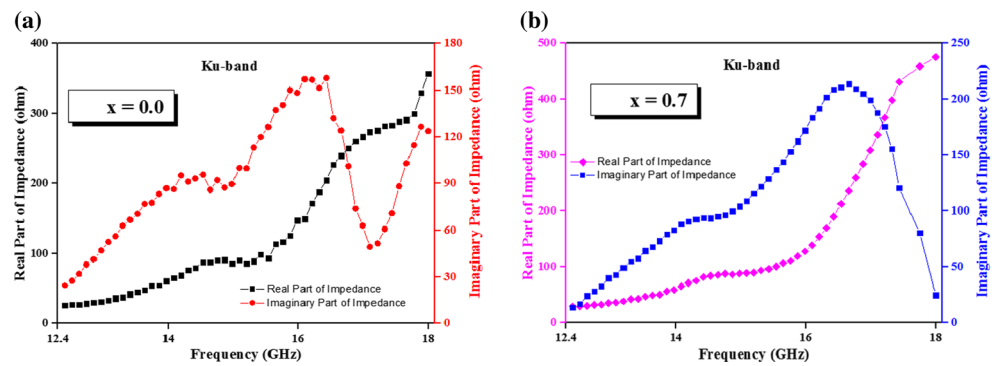 (a)
Ku-band
x = 0.0
Real Part of Impedance (ohm)
400
300
200
100
0
Imaginary Part of Impedance (ohm)
180
150
120
90
60
30
0
Real Part of Impedance
Imaginary Part of Impedance
12.4
14
16
18
Frequency (GHz)
(b)
Ku-band
x = 0.7
Real Part of Impedance (ohm)
500
400
300
200
100
0
Imaginary Part of Impedance (ohm)
250
200
150
100
50
0
Real Part of Impedance
Imaginary Part of Impedance
12.4
14
16
18
Frequency (GHz)